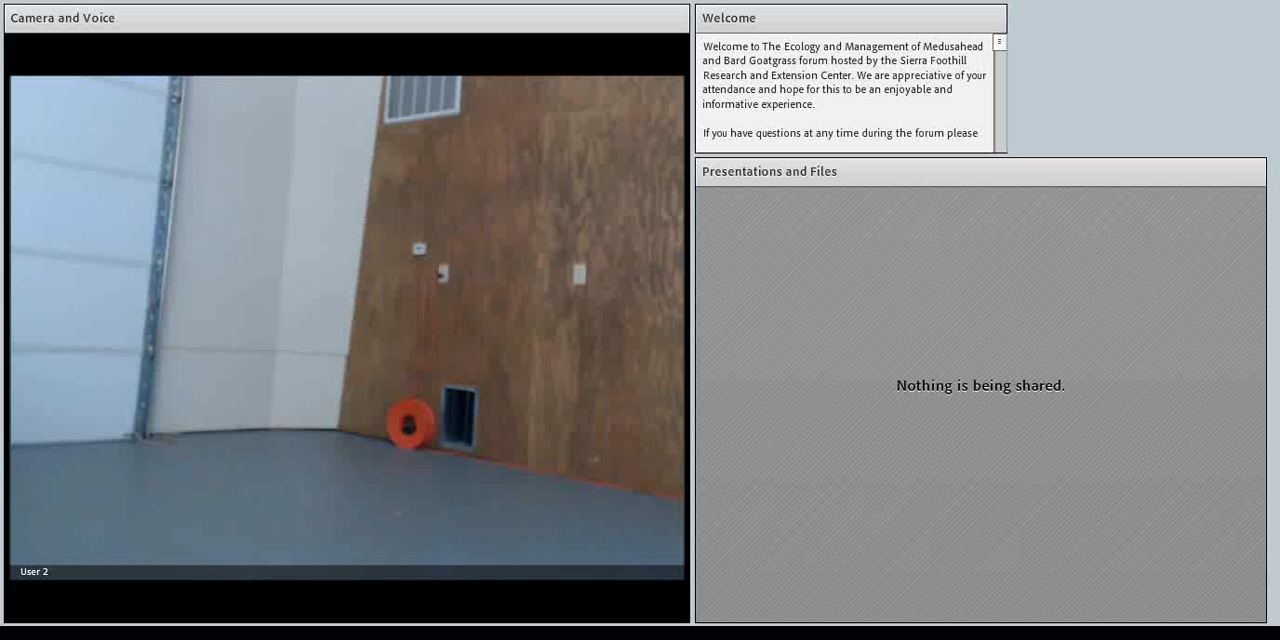 Camera and Voice
User 2
Welcome
Welcome to The Ecology and Management of Medusahead
and Bard Goatgrass forum hosted by the Sierra Foothill
Research and Extension Center. We are appreciative of your
attendance and hope for this to be an enjoyable and
informative experience.
If you have questions at any time during the forum please
Presentations and Files
Nothing is being shared.